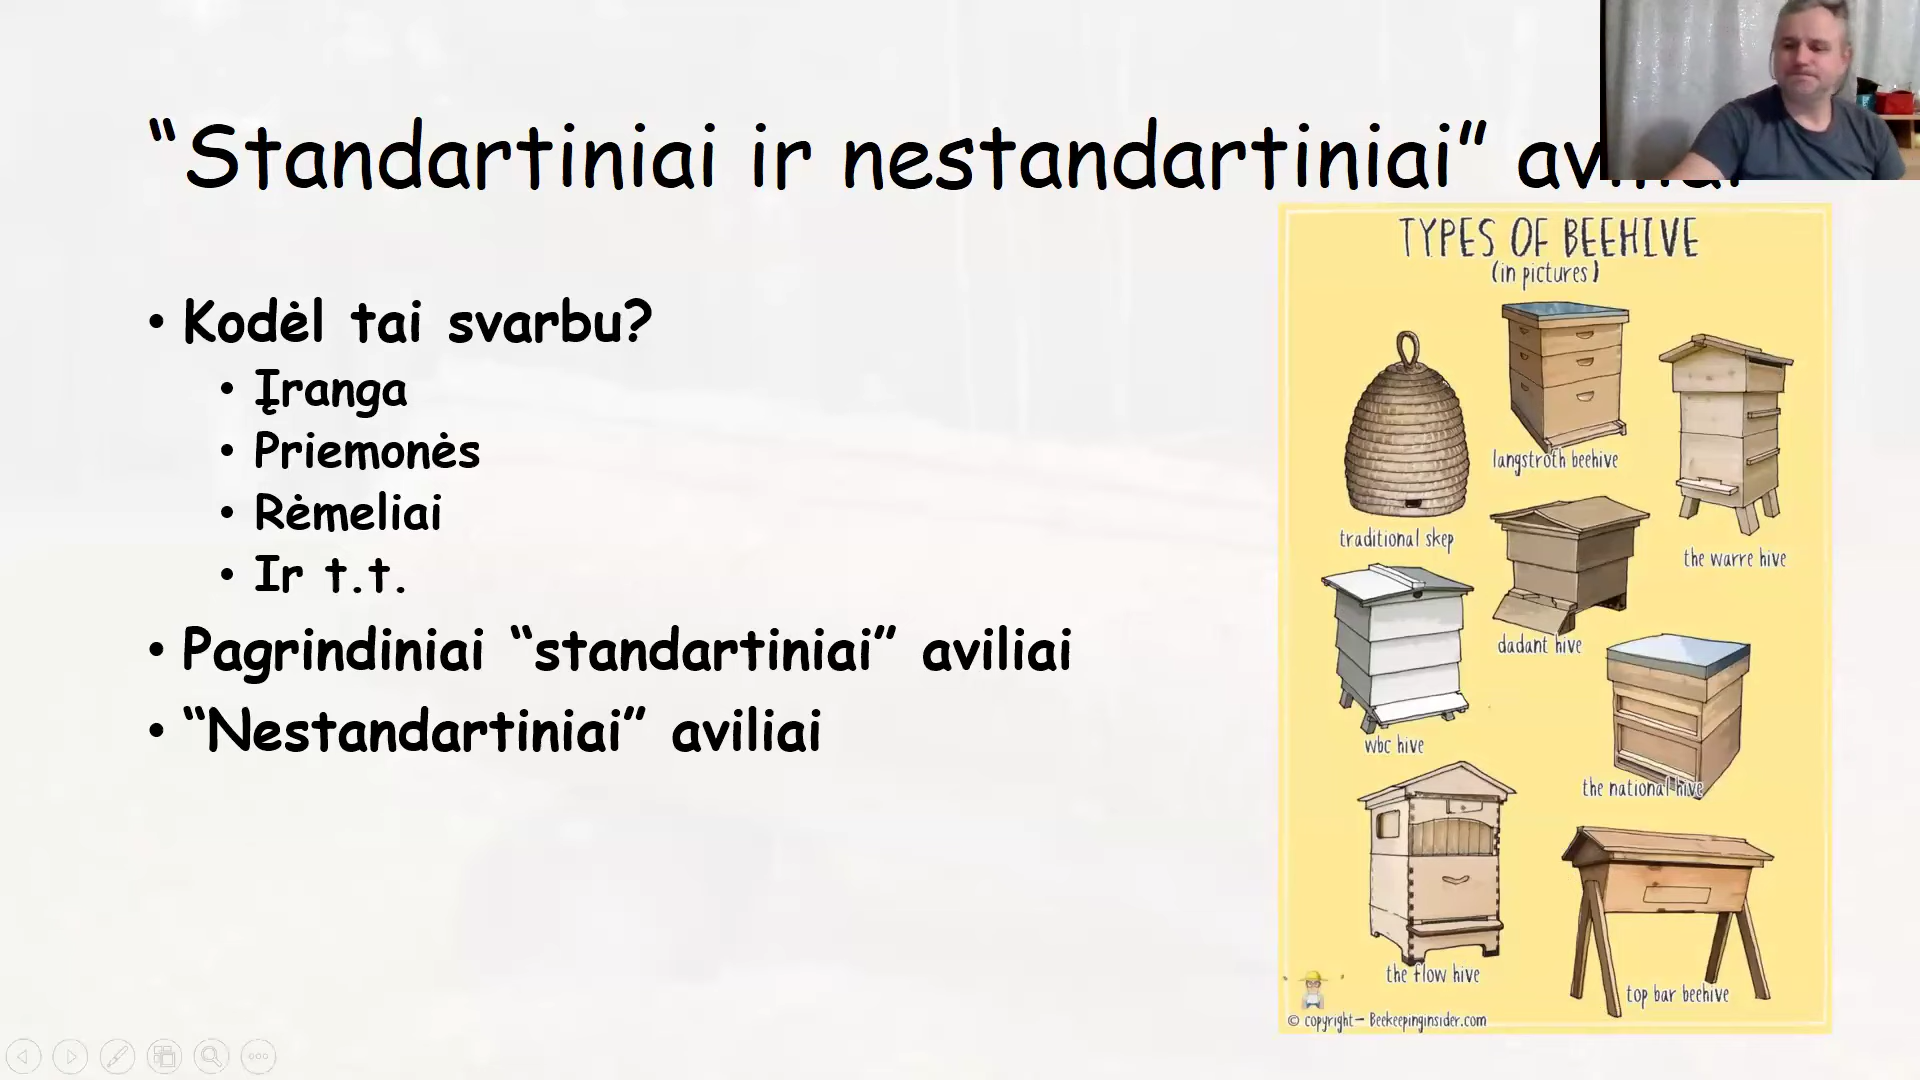 “Standartiniai ir nestandartiniai”
• Kodėl tai svarbu?
• Įranga
• Priemonės
• Rėmeliai
• Ir t.t.
• Pagrindiniai “standartiniai” aviliai
• “Nestandartiniai” aviliai
TYPES OF BEEHIVE
(in pictures)
langstroth beehive
traditional skep
the warre hive
dadant hive
wbc hive
the national hive
the flow hive
top bar beehive
© copyright– Beekeepinginsider.com